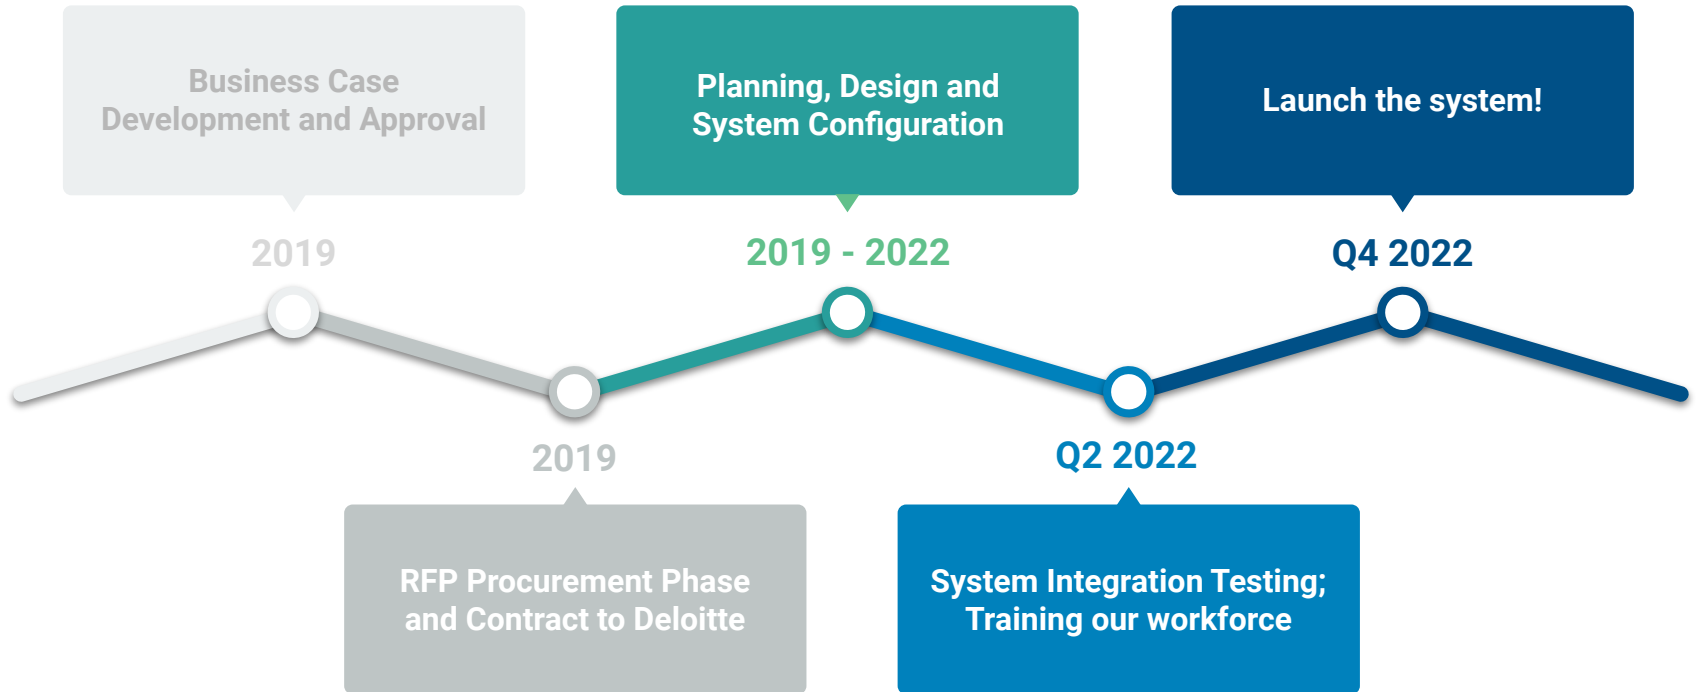 Business Case
Development and Approval
2019
2019
RFP Procurement Phase
and Contract to Deloitte
Planning, Design and
System Configuration
2019 - 2022
Q2 2022
System Integration Testing;
Training our workforce
Launch the system!
Q4 2022